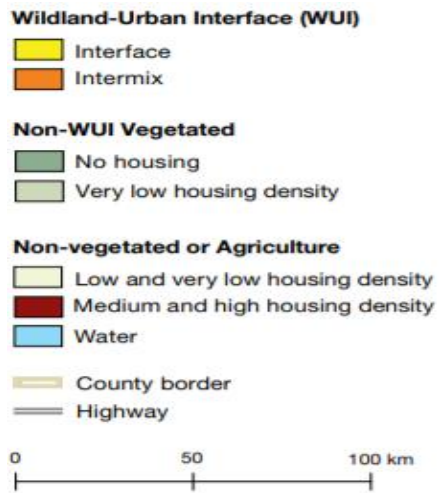 Wildland-Urban Interface (WUI)
Interface
Intermix
Non-WUI Vegetated
No housing
Very low housing density
Non-vegetated or Agriculture
Low and very low housing density
Medium and high housing density
Water
County border
Highway
0 50 100 km